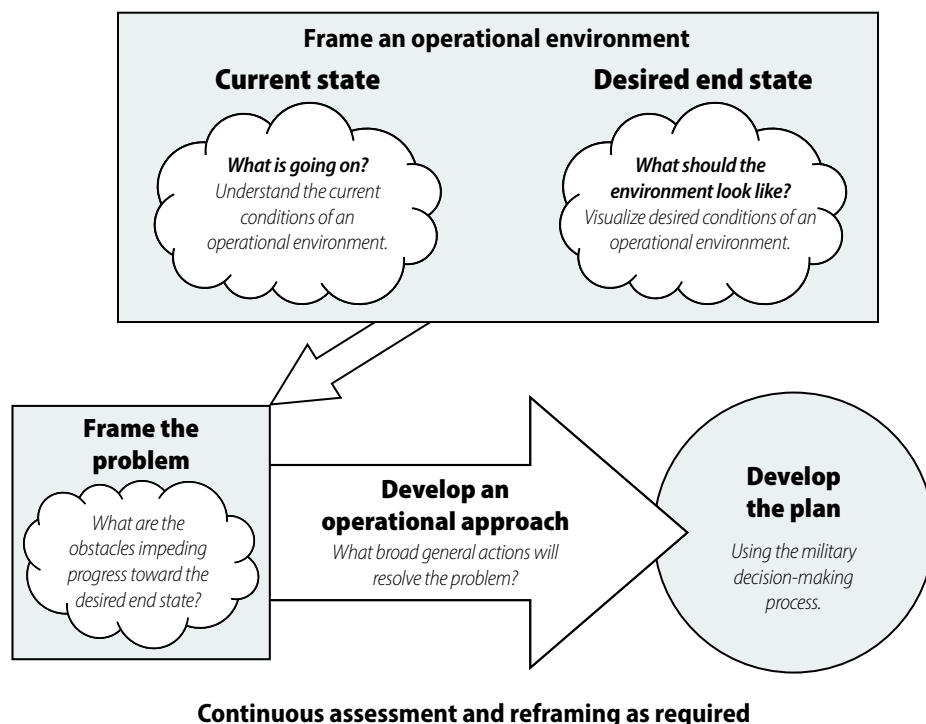 Frame an operational environment
Current state
What is going on?
Understand the current
conditions of an
operational environment.
Desired end state
What should the
environment look like?
Visualize desired conditions of an
operational environment.
Frame the
problem
What are the
obstacles impeding
progress toward the
desired end state?
Develop an
operational approach
What broad general actions will
resolve the problem?
Develop
the plan
Using the military
decision-making
process.
Continuous assessment and reframing as required